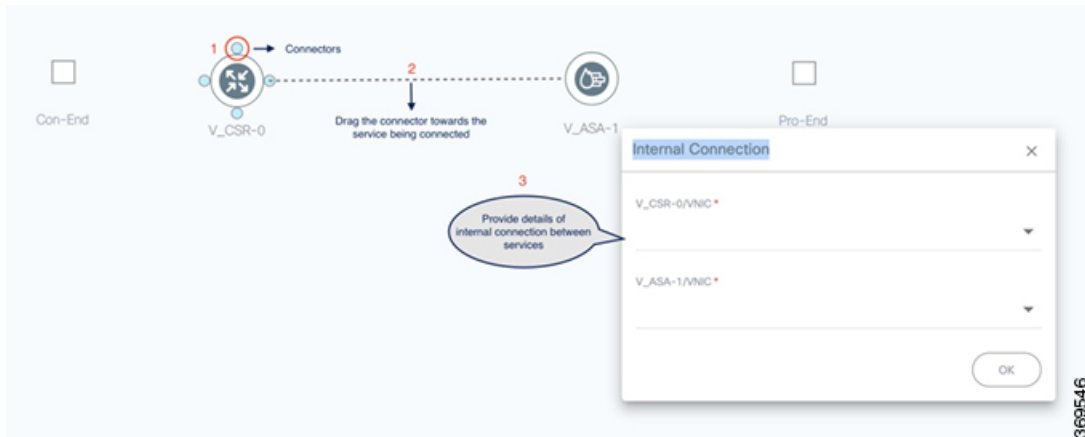 1
Connectors
2
Con-End
V_CSR-0
Drag the connector towards the
service being connected
V_ASA-1
Pro-End
Internal Connection
×
3
Provide details of
internal connection between
services
V_CSR-0/VNIC *
V_ASA-1/VNIC *
OK
369546